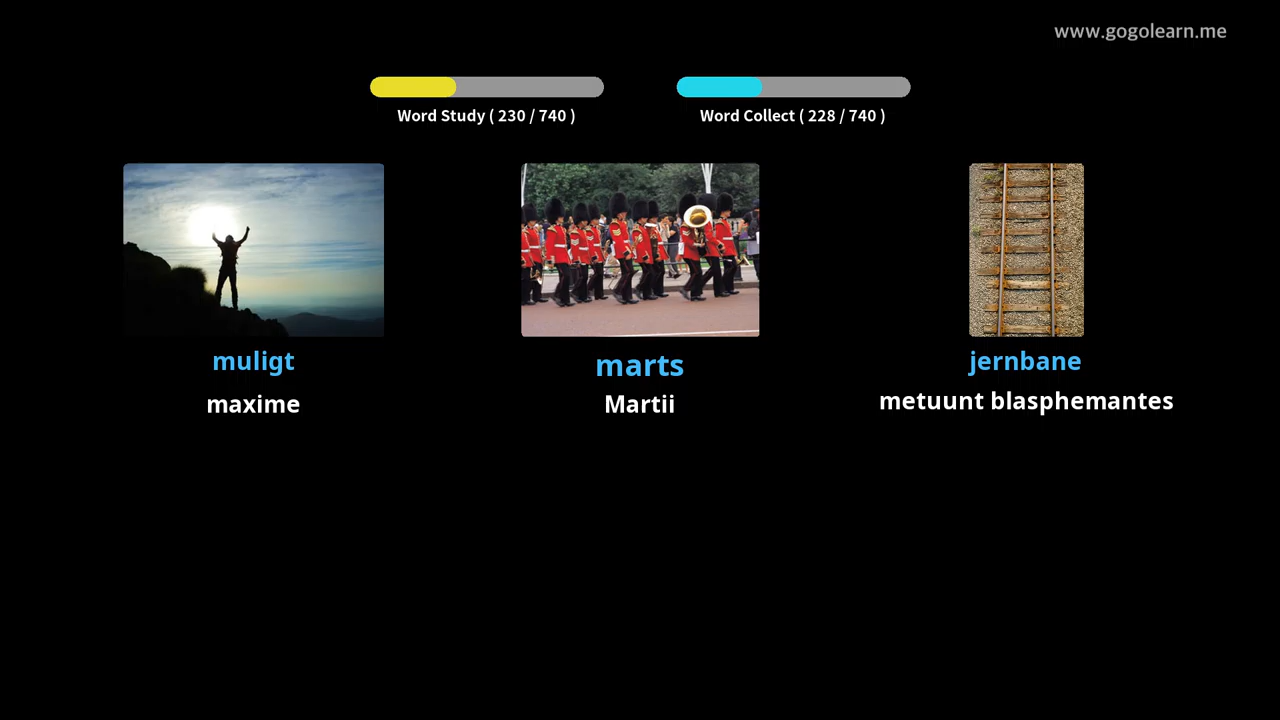 www.gogolearn.me
Word Study ( 230 / 740 )
Word Collect ( 228 / 740 )
muligt
marts
jernbane
maxime
Martii
metuunt blasphemantes